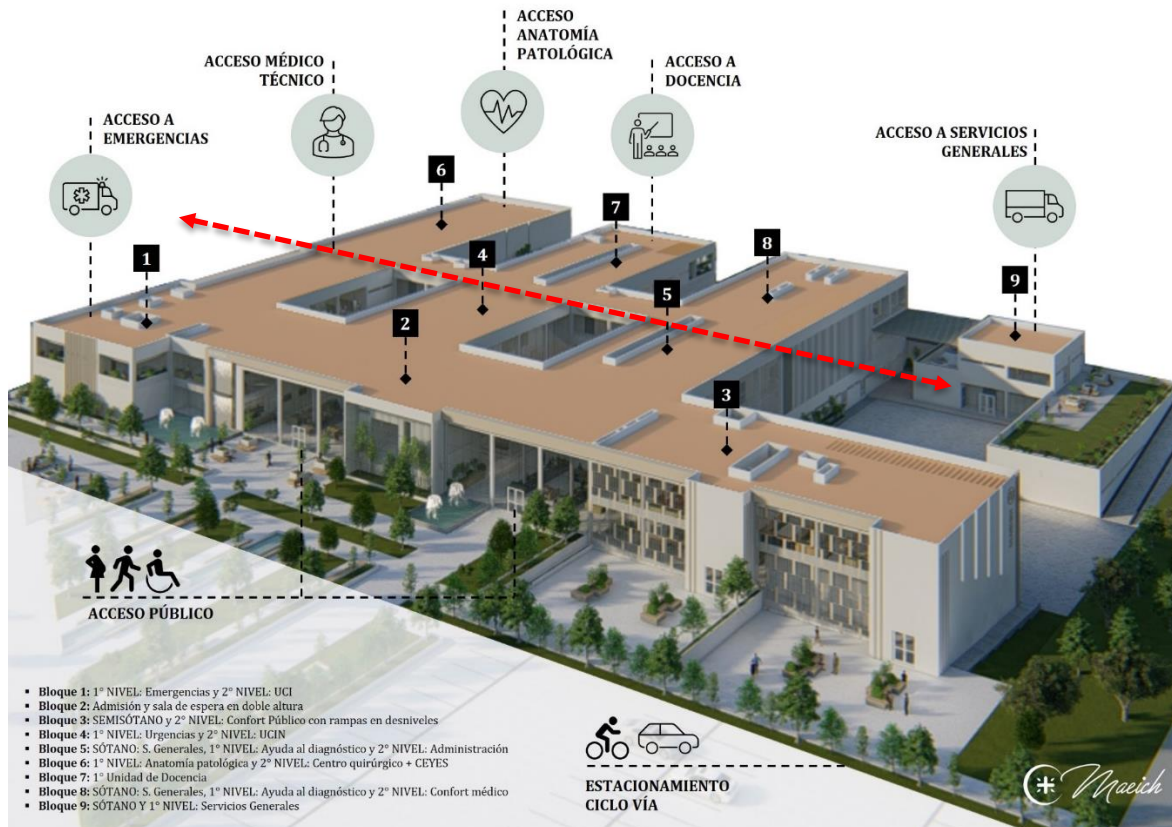 ACCESO
ANATOMÍA
PATOLÓGICA
ACCESO MÉDICO
TÉCNICO
ACCESO A
DOCENCIA
ACCESO A
EMERGENCIAS
ACCESO A SERVICIOS
GENERALES
6
7
1
4
8
9
5
2
3
ACCESO PÚBLICO
▪ Bloque 1: 1° NIVEL: Emergencias y 2° NIVEL: UCI
▪ Bloque 2: Admisión y sala de espera en doble altura
▪ Bloque 3: SEMISÓTANO y 2° NIVEL: Confort Público con rampas en desniveles
▪ Bloque 4: 1° NIVEL: Urgencias y 2° NIVEL: UCIN
▪ Bloque 5: SÓTANO: S. Generales, 1° NIVEL: Ayuda al diagnóstico y 2° NIVEL: Administración
▪ Bloque 6: 1° NIVEL: Anatomía patológica y 2° NIVEL: Centro quirúrgico + CEYES
▪ Bloque 7: 1° Unidad de Docencia
▪ Bloque 8: SÓTANO: S. Generales, 1° NIVEL: Ayuda al diagnóstico y 2° NIVEL: Confort médico
▪ Bloque 9: SÓTANO Y 1° NIVEL: Servicios Generales
ESTACIONAMIENTO
CICLO VÍA
Maeich